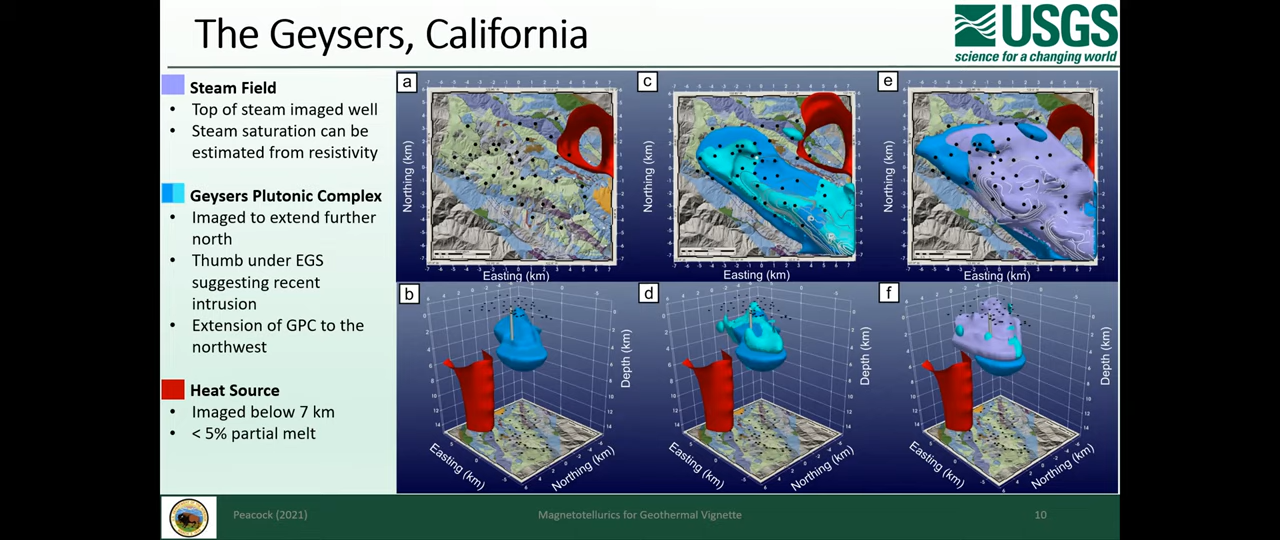 The Geysers, California
USGS
science for a changing world
Steam Field
• Top of steam imaged well
• Steam saturation can be
estimated from resistivity
Geysers Plutonic Complex
• Imaged to extend further
north
• Thumb under EGS
suggesting recent
intrusion
• Extension of GPC to the
northwest
Heat Source
• Imaged below 7 km
• < 5% partial melt
a
c
e
Northing (km)
Northing (km)
Northing (km)
Easting (km)
Easting (km)
Easting (km)
b
d
f
Depth (km)
Depth (km)
Depth (km)
Easting (km)
Northing (km)
Easting (km)
Northing (km)
Easting (km)
Northing (km)
Peacock (2021)
Magnetotellurics for Geothermal Vignette
10